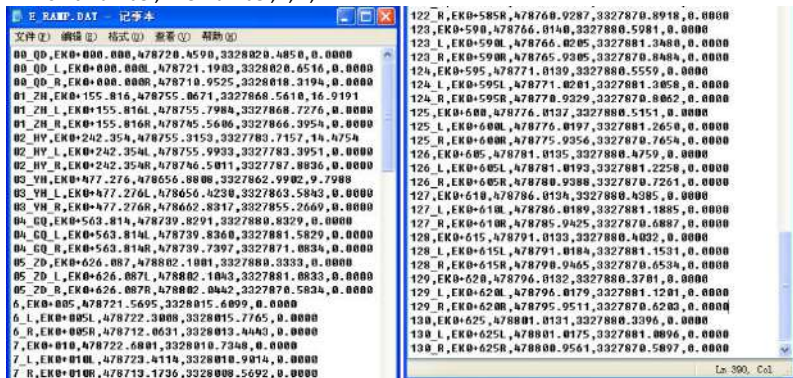 E_RAMP.DAT - 记事本
文件(F) 编辑(E) 格式(O) 查看(V) 帮助(H)
00_QD,EK0+000.000,478720.4590,3328020.4850,0.0000
00_QD_L,EK0+000.000L,478721.1903,3328020.6516,0.0000
00_QD_R,EK0+000.000R,478710.9525,3328018.3194,0.0000
01_ZH,EK0+155.816,478755.0671,3327868.5610,16.9191
01_ZH_L,EK0+155.816L,478755.7984,3327868.7276,0.0000
01_ZH_R,EK0+155.816R,478745.5606,3327866.3954,0.0000
02_HY,EK0+242.354,478755.3153,3327783.7157,14.4754
02_HY_L,EK0+242.354L,478755.9933,3327783.3951,0.0000
02_HY_R,EK0+242.354R,478746.5011,3327787.8836,0.0000
03_YH,EK0+477.276,478656.8808,3327862.9902,9.7988
03_YH_L,EK0+477.276L,478656.4230,3327863.5843,0.0000
03_YH_R,EK0+477.276R,478662.8317,3327855.2669,0.0000
04_GQ,EK0+563.814,478739.8291,3327880.8329,0.0000
04_GQ_L,EK0+563.814L,478739.8360,3327881.5829,0.0000
04_GQ_R,EK0+563.814R,478739.7397,3327871.0834,0.0000
05_ZD,EK0+626.087,478802.1001,3327880.3333,0.0000
05_ZD_L,EK0+626.087L,478802.1043,3327881.0833,0.0000
05_ZD_R,EK0+626.087R,478802.0442,3327870.5834,0.0000
6,EK0+005,478721.5695,3328015.6099,0.0000
6_L,EK0+005L,478722.3008,3328015.7765,0.0000
6_R,EK0+005R,478712.0631,3328013.4443,0.0000
7,EK0+010,478722.6801,3328010.7348,0.0000
7_L,EK0+010L,478723.4114,3328010.9014,0.0000
7_R,EK0+010R,478713.1736,3328008.5692,0.0000
122_R,EK0+585R,478760.9287,3327870.8918,0.0000
123,EK0+590,478766.0140,3327880.5981,0.0000
123_L,EK0+590L,478766.0205,3327881.3480,0.0000
123_R,EK0+590R,478765.9305,3327870.8484,0.0000
124,EK0+595,478771.0139,3327880.5559,0.0000
124_L,EK0+595L,478771.0201,3327881.3058,0.0000
124_R,EK0+595R,478770.9329,3327870.8062,0.0000
125,EK0+600,478776.0137,3327880.5151,0.0000
125_L,EK0+600L,478776.0197,3327881.2650,0.0000
125_R,EK0+600R,478775.9356,3327870.7654,0.0000
126,EK0+605,478781.0135,3327880.4759,0.0000
126_L,EK0+605L,478781.0193,3327881.2258,0.0000
126_R,EK0+605R,478780.9388,3327870.7261,0.0000
127,EK0+610,478786.0134,3327880.4385,0.0000
127_L,EK0+610L,478786.0189,3327881.1885,0.0000
127_R,EK0+610R,478785.9425,3327870.6887,0.0000
128,EK0+615,478791.0133,3327880.4032,0.0000
128_L,EK0+615L,478791.0184,3327881.1531,0.0000
128_R,EK0+615R,478790.9465,3327870.6534,0.0000
129,EK0+620,478796.0132,3327880.3701,0.0000
129_L,EK0+620L,478796.0179,3327881.1201,0.0000
129_R,EK0+620R,478795.9511,3327870.6203,0.0000
130,EK0+625,478801.0131,3327880.3396,0.0000
130_L,EK0+625L,478801.0175,3327881.0896,0.0000
130_R,EK0+625R,478800.9561,3327870.5897,0.0000
Ln 390, Col